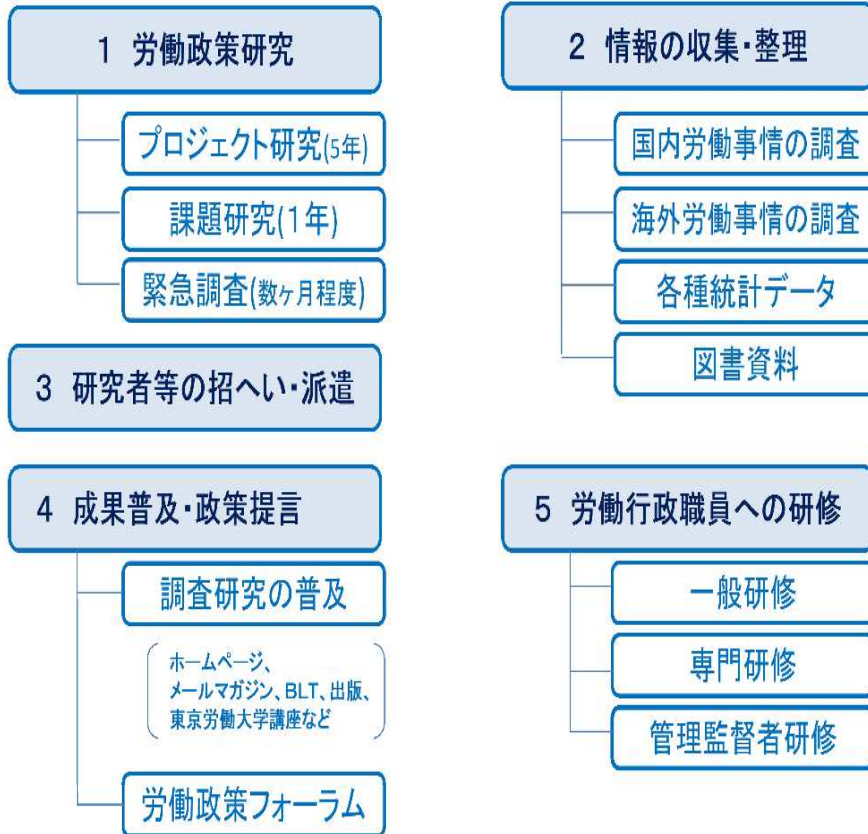 1 労働政策研究
プロジェクト研究(5年)
課題研究(1年)
緊急調査(数ヶ月程度)
2 情報の収集・整理
国内労働事情の調査
海外労働事情の調査
各種統計データ
図書資料
3 研究者等の招へい・派遣
4 成果普及・政策提言
調査研究の普及
ホームページ、
メールマガジン、BLT、出版、
東京労働大学講座など
労働政策フォーラム
5 労働行政職員への研修
一般研修
専門研修
管理監督者研修